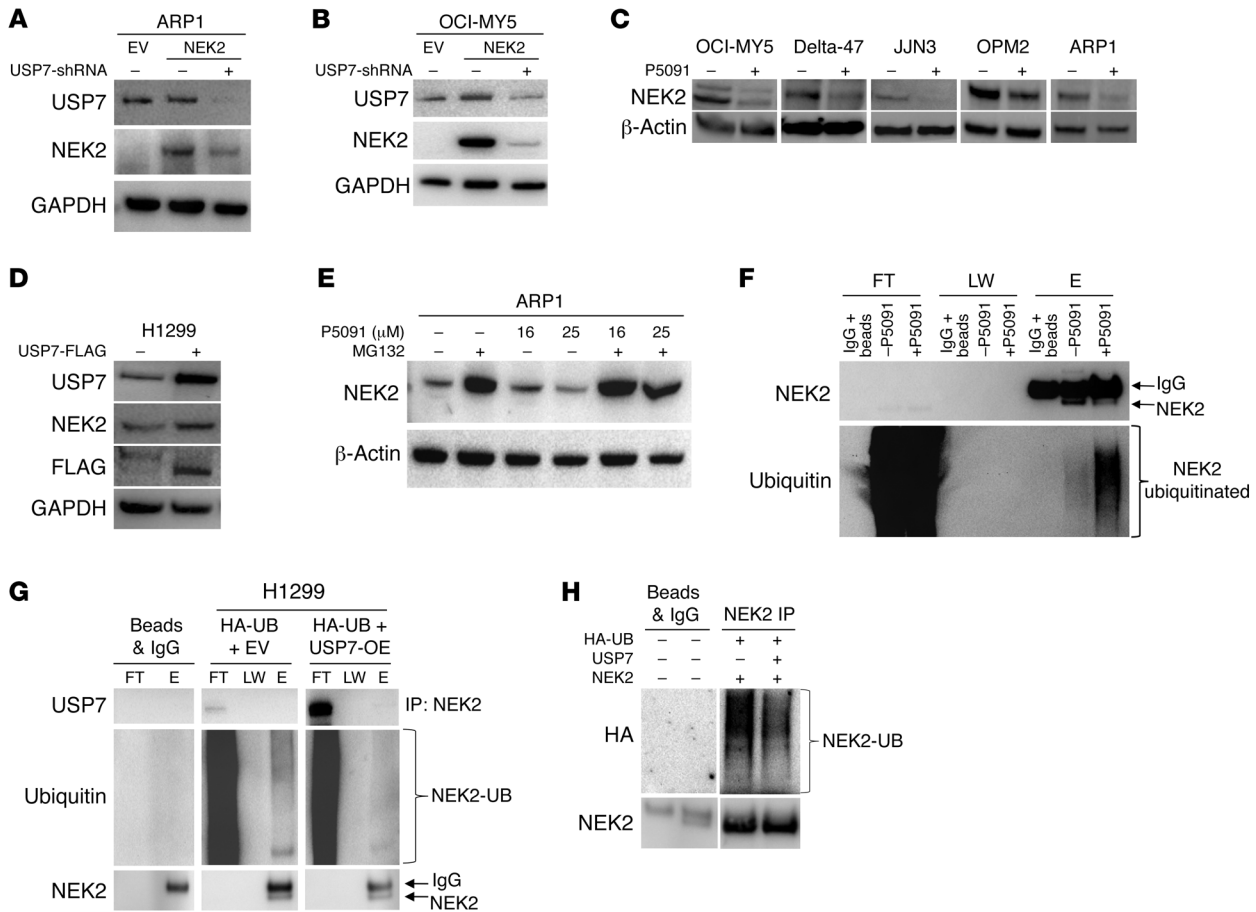 A
ARP1
EV NEK2
USP7-shRNA – – +
USP7
NEK2
GAPDH
B
OCI-MY5
EV NEK2
USP7-shRNA – – +
USP7
NEK2
GAPDH
C
OCI-MY5 Delta-47 JJN3 OPM2 ARP1
P5091 – + – + – + – + – +
NEK2
β-Actin
D
H1299
USP7-FLAG – +
USP7
NEK2
FLAG
GAPDH
E
ARP1
P5091 (μM) – – 16 25 16 25
MG132 – + – – + +
NEK2
β-Actin
F
FT LW E
IgG + beads –P5091 +P5091 IgG + beads –P5091 +P5091 IgG + beads –P5091 +P5091
NEK2
IgG
NEK2
Ubiquitin
NEK2
ubiquitinated
G
H1299
Beads & IgG
HA-UB + EV
HA-UB + USP7-OE
FT E FT LW E FT LW E
USP7
IP: NEK2
Ubiquitin
NEK2-UB
NEK2
IgG
NEK2
H
Beads & IgG
NEK2 IP
HA-UB – – + +
USP7 – – – +
NEK2 – – + +
HA
NEK2-UB
NEK2